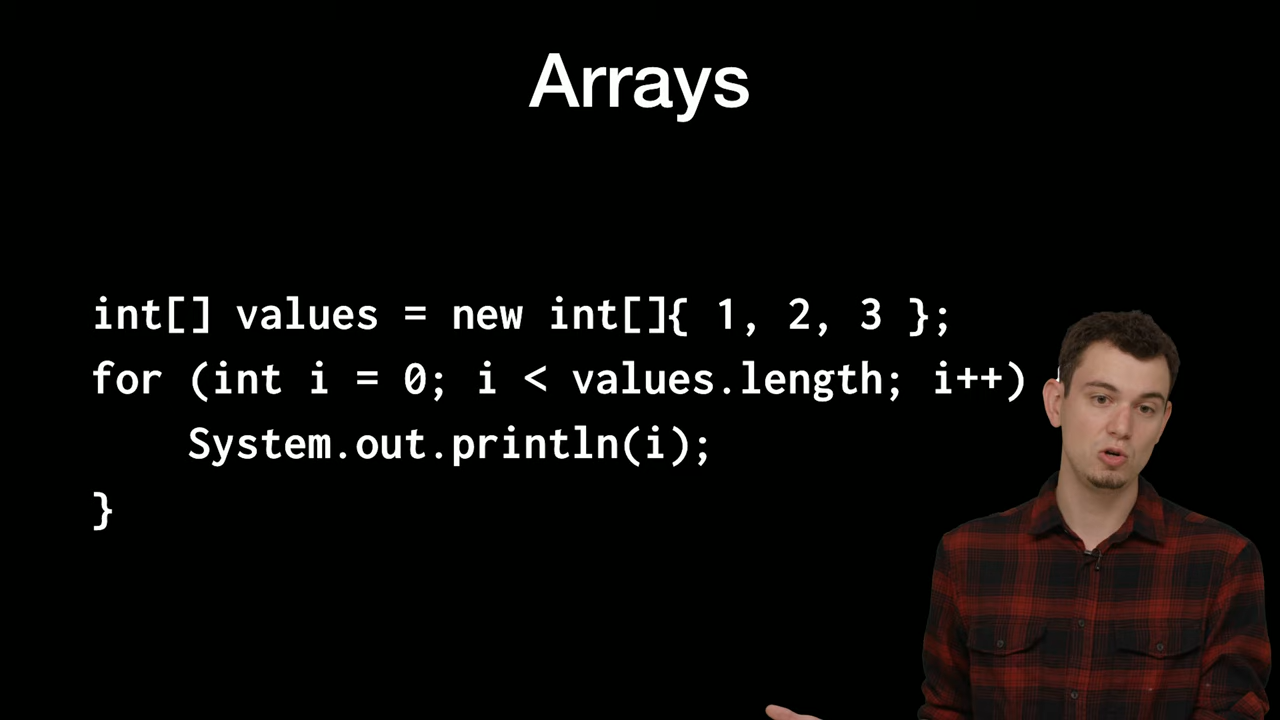 Arrays
int[] values = new int[]{ 1, 2, 3 };
for (int i = 0; i < values.length; i++)
System.out.println(i);
}